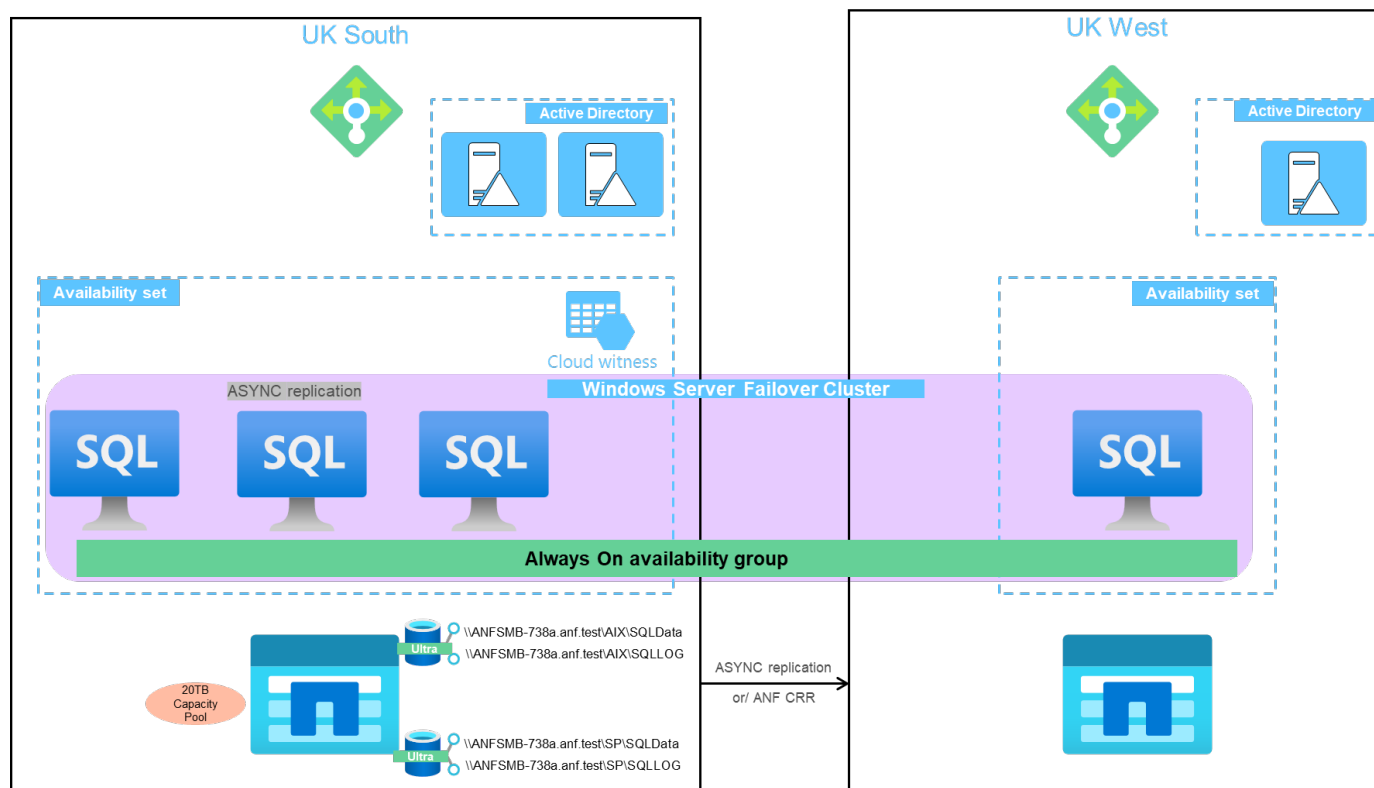 UK South
UK West
Active Directory
Active Directory
Availability set
Availability set
Cloud witness
ASYNC replication
Windows Server Failover Cluster
SQL
SQL
SQL
SQL
Always On availability group
\\ANFSMB-738a.anf.test\AIX\SQLData
Ultra
\\ANFSMB-738a.anf.test\AIX\SQLLOG
ASYNC replication
or/ ANF CRR
20TB
Capacity
Pool
\\ANFSMB-738a.anf.test\SP\SQLData
Ultra
\\ANFSMB-738a.anf.test\SP\SQLLOG